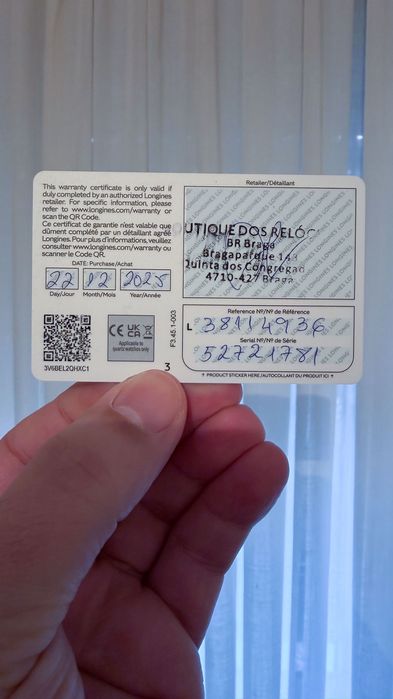 This warranty certificate is only valid if
duly completed by an authorized Longines
retailer. For specific information, please
refer to www.longines.com/warranty or
scan the QR Code.
Ce certificat de garantie n'est valable que
dûment complété par un détaillant agréé
Longines. Pour plus d'informations, veuillez
consulter www.longines.com/warranty ou
scanner le Code QR.
DATE: Purchase/Achat
22 12 2025
Day/Jour Month/Mois Year/Année
3V6BEL2QHXC1
CE UK CA
Applicable to
quartz watches only
F3.45.1-003
3
Retailer/Détaillant
UTIQUE DOS RELÓG
BR Braga
Bragaparque 143
Quinta dos Congregad
4710-427 Braga
Reference N°/N° de Référence
L 38114936
Serial N°/N° de Série
52721781
↑ PRODUCT STICKER HERE / AUTOCOLLANT DU PRODUIT ICI ↑